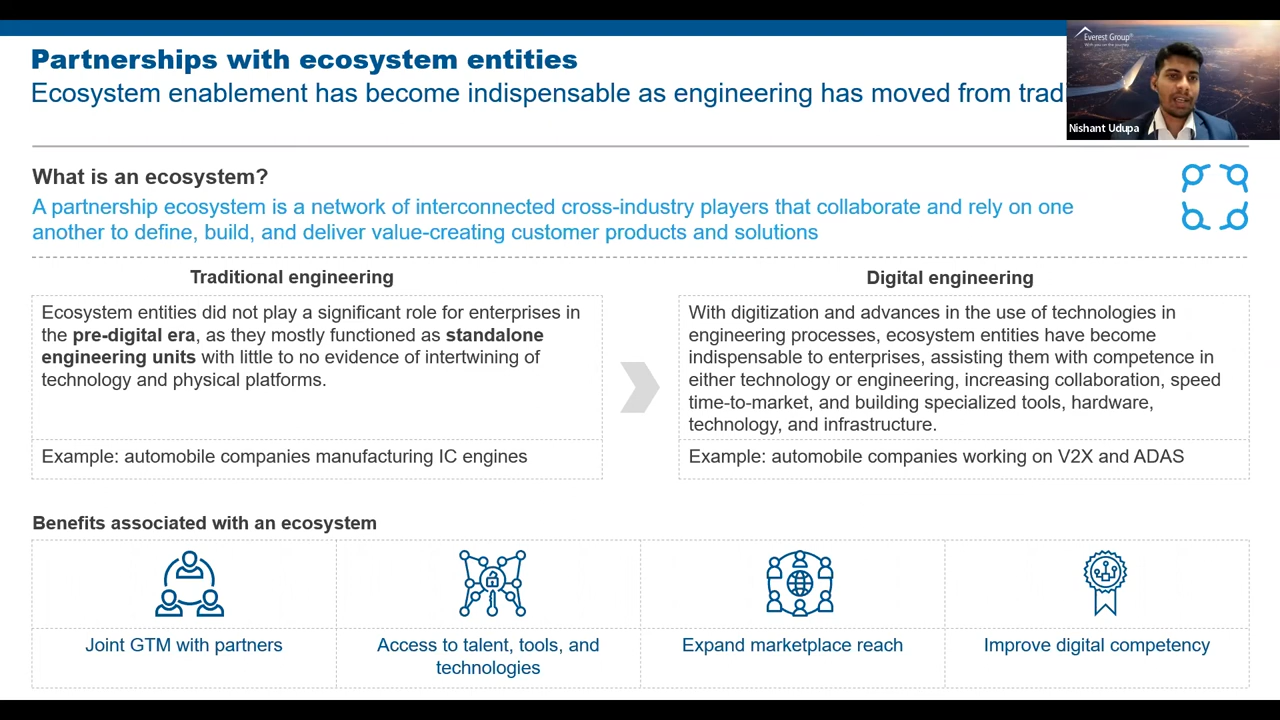 Partnerships with ecosystem entities
Ecosystem enablement has become indispensable as engineering has moved from trad
Everest Group®
With you on the journey
Nishant Udupa
What is an ecosystem?
A partnership ecosystem is a network of interconnected cross-industry players that collaborate and rely on one
another to define, build, and deliver value-creating customer products and solutions
Traditional engineering
Ecosystem entities did not play a significant role for enterprises in
the pre-digital era, as they mostly functioned as standalone
engineering units with little to no evidence of intertwining of
technology and physical platforms.
Example: automobile companies manufacturing IC engines
Digital engineering
With digitization and advances in the use of technologies in
engineering processes, ecosystem entities have become
indispensable to enterprises, assisting them with competence in
either technology or engineering, increasing collaboration, speed
time-to-market, and building specialized tools, hardware,
technology, and infrastructure.
Example: automobile companies working on V2X and ADAS
Benefits associated with an ecosystem
Joint GTM with partners
Access to talent, tools, and
technologies
Expand marketplace reach
Improve digital competency